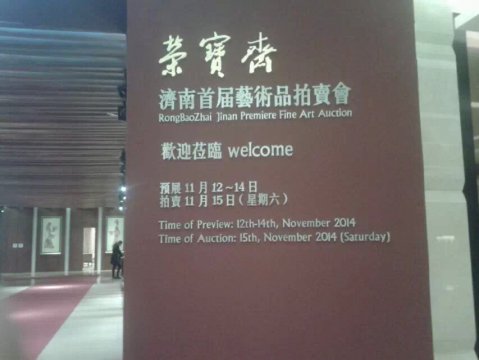 榮寶齋
濟南首届藝術品拍賣會
RongBaoZhai Jinan Premiere Fine Art Auction
歡迎莅臨 welcome
預展 11 月 12~14 日
拍賣 11 月 15 日 ( 星期六 )
Time of Preview: 12th-14th, November 2014
Time of Auction: 15th, November 2014 (Saturday)